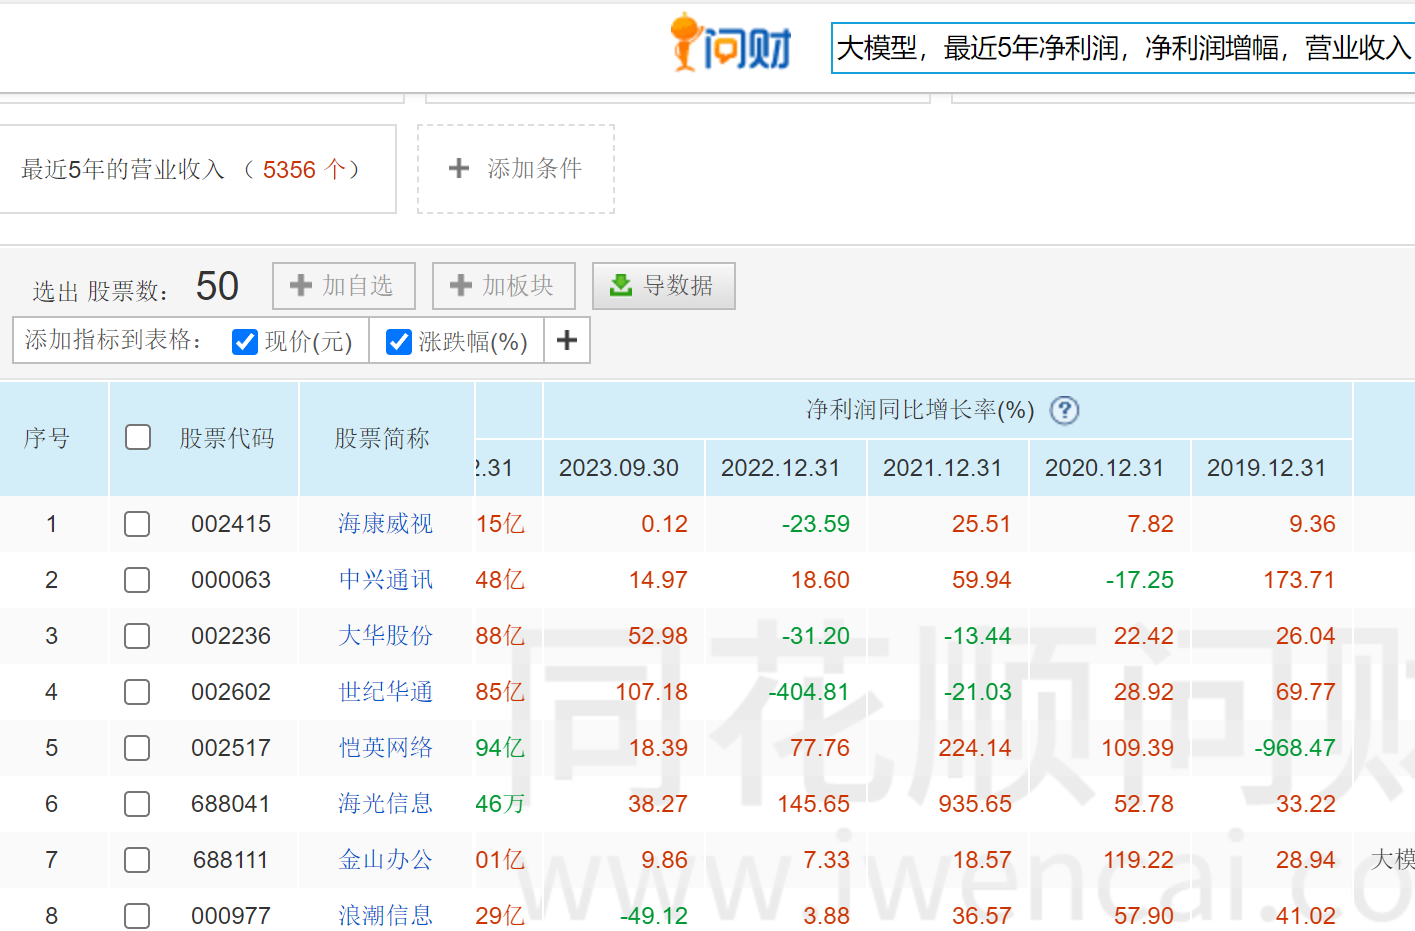 问财
大模型，最近5年净利润，净利润增幅，营业收入
最近5年的营业收入 （ 5356 个）
+ 添加条件
选出 股票数： 50 加自选 加板块 导数据
添加指标到表格： 现价(元) 涨跌幅(%) +
净利润同比增长率(%) ?
序号 股票代码 股票简称
2.31 2023.09.30 2022.12.31 2021.12.31 2020.12.31 2019.12.31
1 002415 海康威视 15亿 0.12 -23.59 25.51 7.82 9.36
2 000063 中兴通讯 48亿 14.97 18.60 59.94 -17.25 173.71
3 002236 大华股份 88亿 52.98 -31.20 -13.44 22.42 26.04
4 002602 世纪华通 85亿 107.18 -404.81 -21.03 28.92 69.77
5 002517 恺英网络 94亿 18.39 77.76 224.14 109.39 -968.47
6 688041 海光信息 46万 38.27 145.65 935.65 52.78 33.22
7 688111 金山办公 01亿 9.86 7.33 18.57 119.22 28.94 大模
8 000977 浪潮信息 29亿 -49.12 3.88 36.57 57.90 41.02
同花顺问财
www.iwencai.co